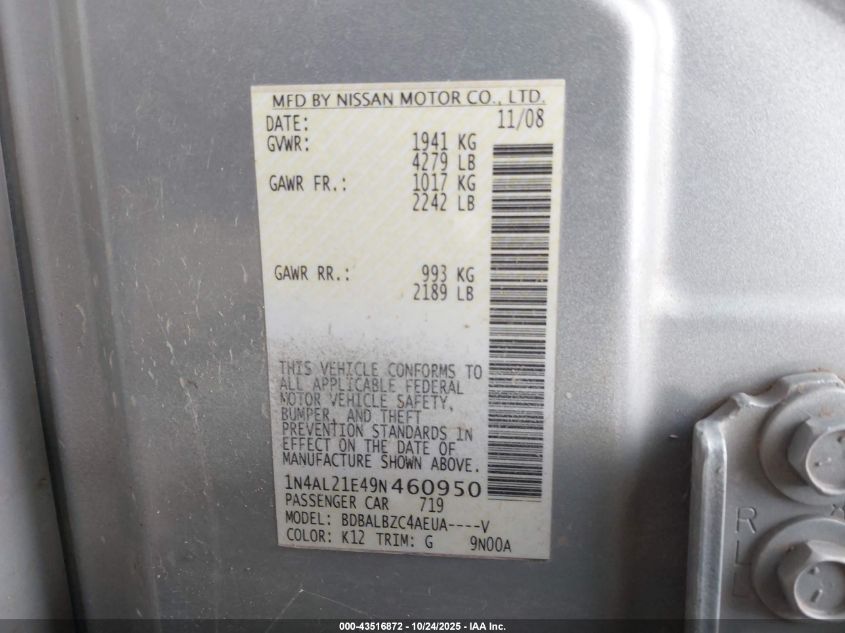 MFD BY NISSAN MOTOR CO., LTD.
DATE: 11/08
GVWR: 1941 KG
4279 LB
GAWR FR.: 1017 KG
2242 LB
GAWR RR.: 993 KG
2189 LB
THIS VEHICLE CONFORMS TO
ALL APPLICABLE FEDERAL
MOTOR VEHICLE SAFETY,
BUMPER, AND THEFT
PREVENTION STANDARDS IN
EFFECT ON THE DATE OF
MANUFACTURE SHOWN ABOVE.
1N4AL21E49N460950
PASSENGER CAR 719
MODEL: BDBALBZC4AEUA----V
COLOR: K12 TRIM: G 9N00A
R
L
000-43516872 - 10/24/2025 - IAA Inc.